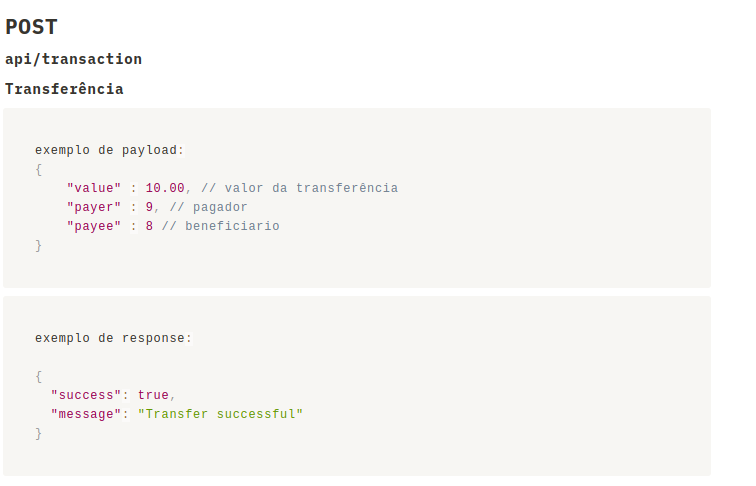 POST
api/transaction
Transferência
exemplo de payload:
{
    "value" : 10.00, // valor da transferência
    "payer" : 9, // pagador
    "payee" : 8 // beneficiario
}
exemplo de response:
{
  "success": true,
  "message": "Transfer successful"
}